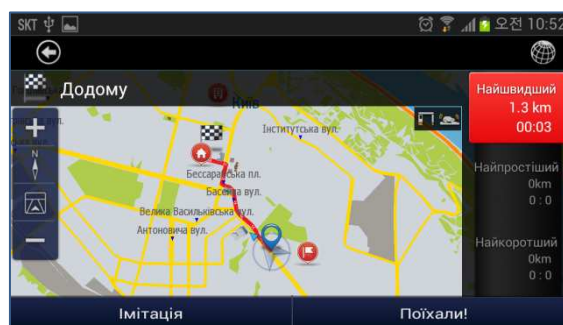 SKT
오전 10:52
Додому
Найшвидший
1.3 km
00:03
Київ
Інститутська вул.
вул.
N
Бессарабська пл.
Басейна вул.
Велика Васильківська вул.
Антоновича вул.
Найпростіший
0km
0 : 0
Найкоротший
0km
0 : 0
Імітація
Поїхали!